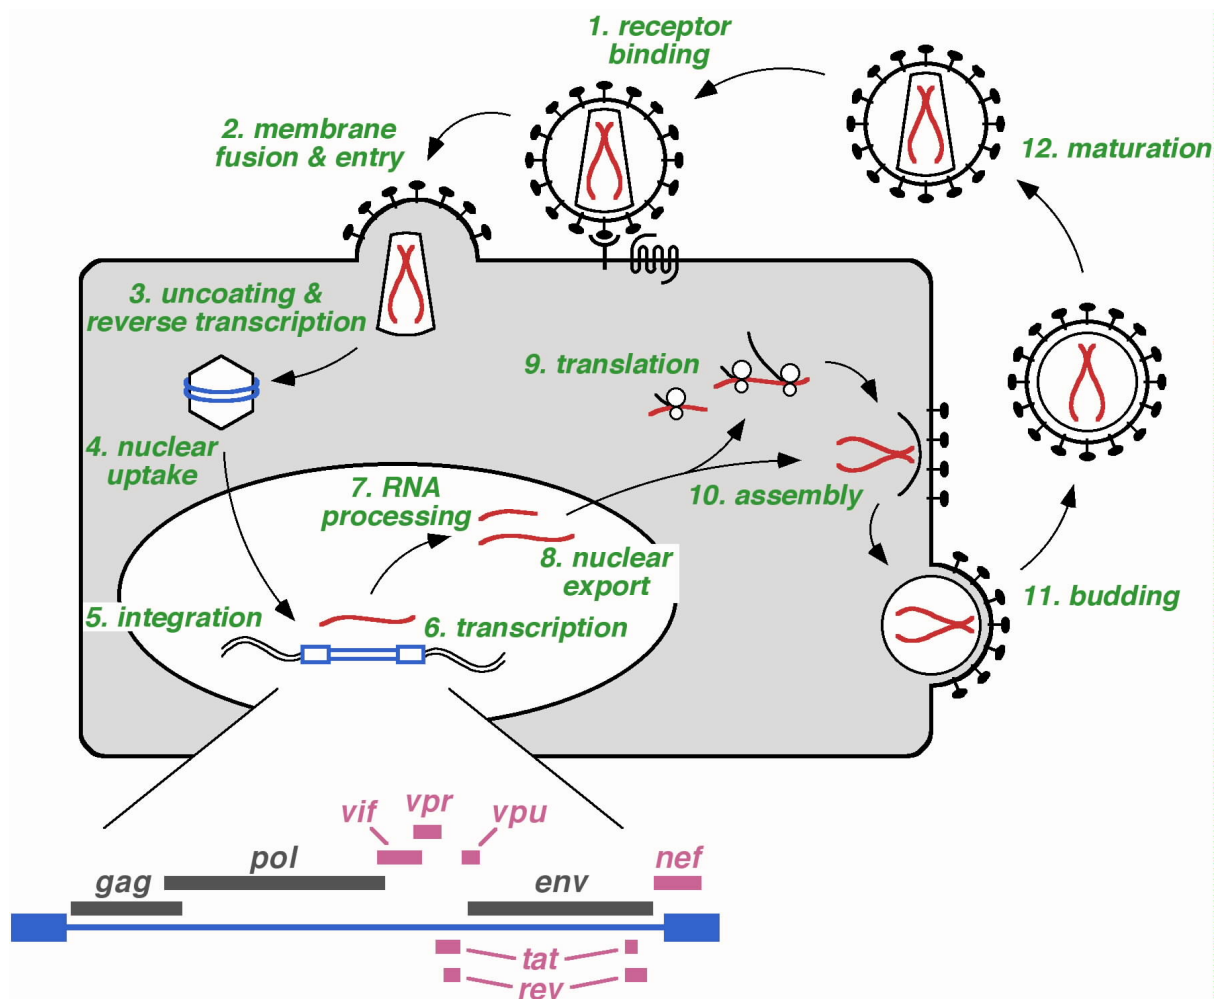 1. receptor
binding
2. membrane
fusion & entry
12. maturation
3. uncoating &
reverse transcription
9. translation
4. nuclear
uptake
7. RNA
processing
10. assembly
8. nuclear
export
11. budding
5. integration
6. transcription
vif
vpr
vpu
gag
pol
env
nef
tat
rev